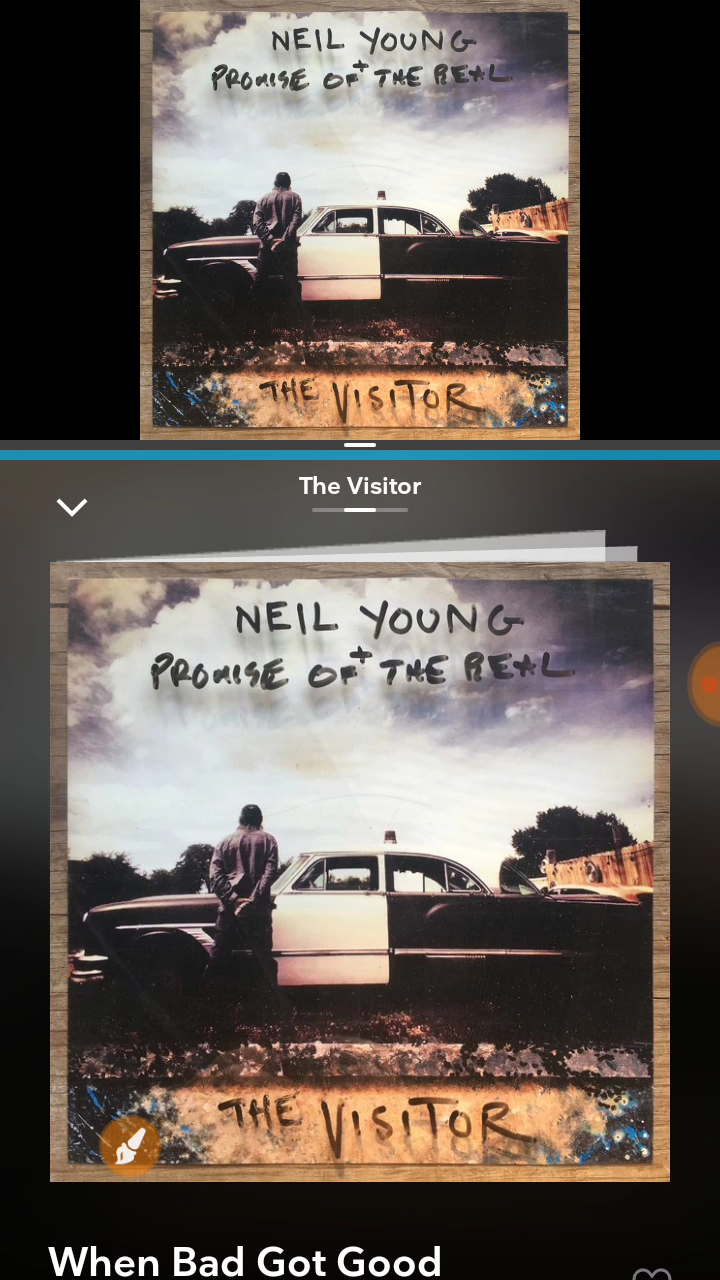 NEIL YOUNG
+
PROMISE OF THE REAL
THE VISITOR
The Visitor
NEIL YOUNG
+
PROMISE OF THE REAL
THE VISITOR
When Bad Got Good